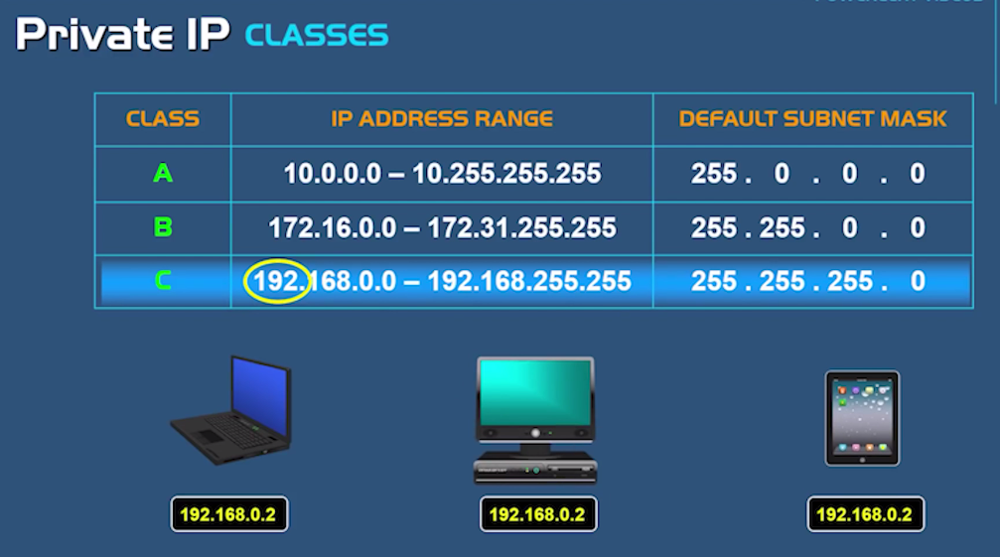 Private IP CLASSES
CLASS IP ADDRESS RANGE DEFAULT SUBNET MASK
A 10.0.0.0 – 10.255.255.255 255 . 0 . 0 . 0
B 172.16.0.0 – 172.31.255.255 255 . 255 . 0 . 0
C 192.168.0.0 – 192.168.255.255 255 . 255 . 255 . 0
192.168.0.2 192.168.0.2 192.168.0.2